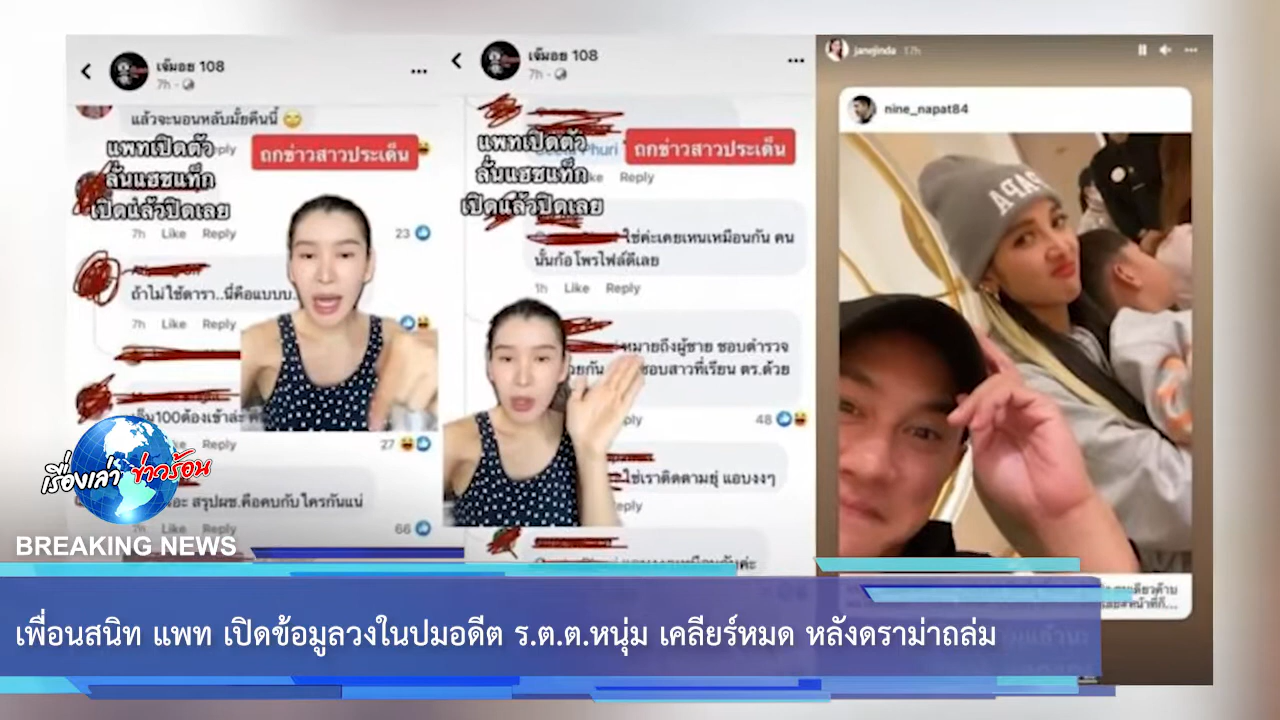 เจ๊มอย 108
7h
แล้วจะนอนหลับมั้ยคืนนี้
แพทเปิดตัว
ลั่นแฮชแท็ก
เปิดแล้วปิดเลย
ถกข่าวสาวประเด็น
7h Like Reply
23
ถ้าไม่ใช่ดารา..นี่คือแบบบ..
7h Like Reply
Reply
27
สรุปผช.คือคบกับใครกันแน่
Like Reply
66
เจ๊มอย 108
7h
Phuri
แพทเปิดตัว
ลั่นแฮชแท็ก
เปิดแล้วปิดเลย
ถกข่าวสาวประเด็น
Reply
ใช่ค่ะเคยเหนเหมือนกัน คน
นั้นก้อโพรไฟล์ดีเลย
1h Like Reply
หมายถึงผู้ชาย ชอบตำรวจ
ชอบสาวที่เรียน ตร.ด้วย
48
ใช่เราติดตามยุ่ แอบงงๆ
janejinda 17h
nine_napat84
PAPA
เรื่องเล่า ข่าวร้อน
BREAKING NEWS
เพื่อนสนิท แพท เปิดข้อมูลวงในปมอดีต ร.ต.ต.หนุ่ม เคลียร์หมด หลังดราม่าถล่ม